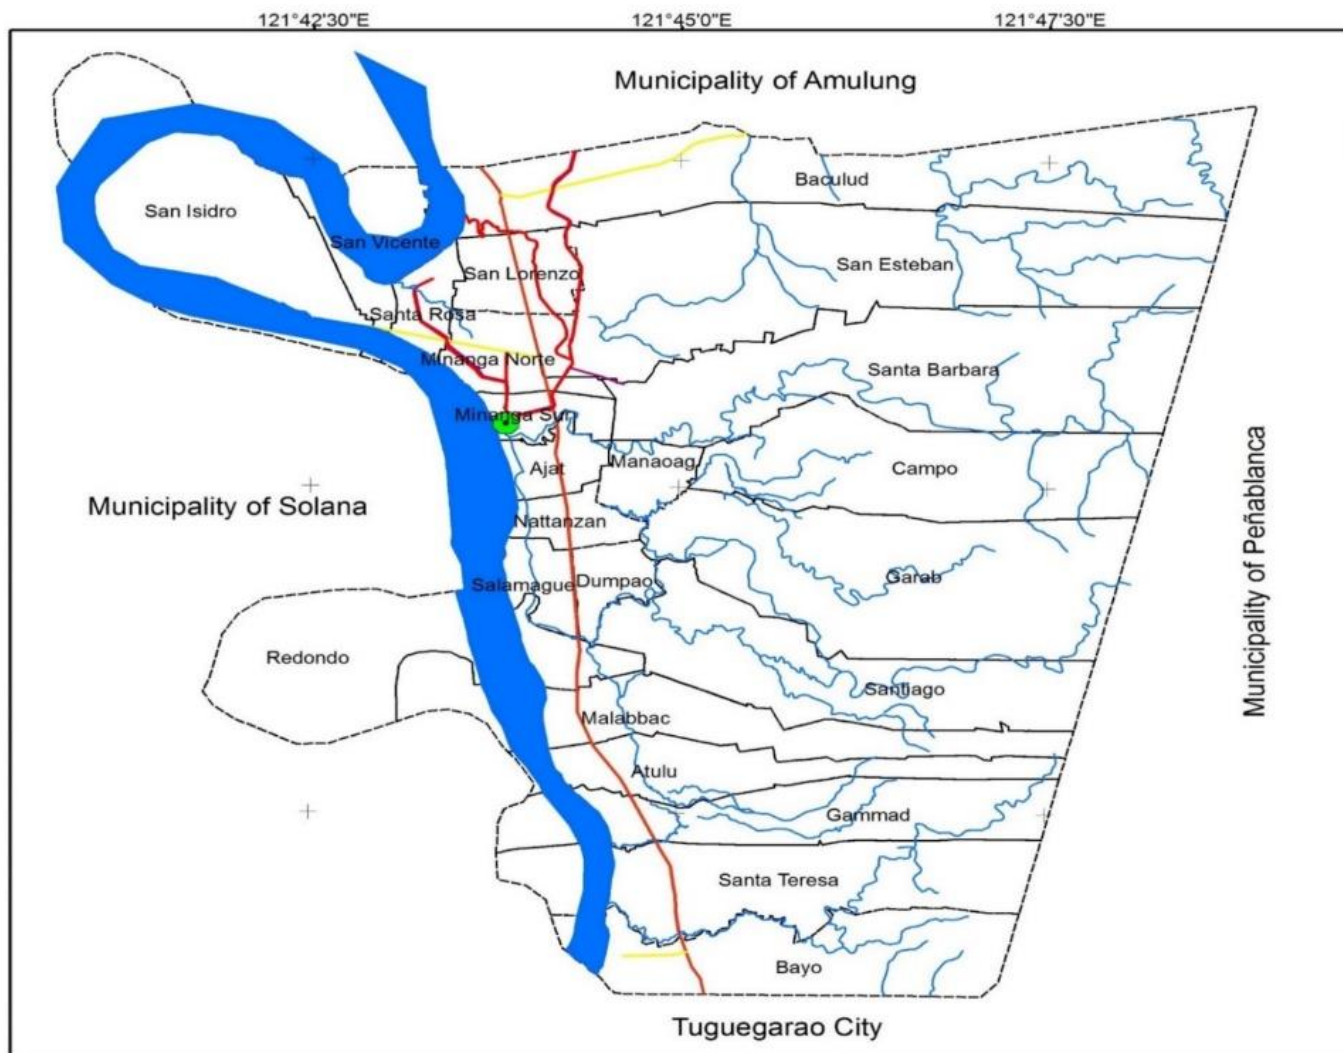 121°42'30"E
121°45'0"E
121°47'30"E
Municipality of Amulung
Baculud
San Isidro
San Vicente
San Esteban
San Lorenzo
Santa Rosa
Minanga Norte
Santa Barbara
Minanga Sur
Manaoag
Ajat
Campo
Municipality of Solana
Nattanzan
Garab
Salamague
Dumpao
Municipality of Peñablanca
Redondo
Santiago
Malabbac
Atulu
Gammad
Santa Teresa
Bayo
Tuguegarao City